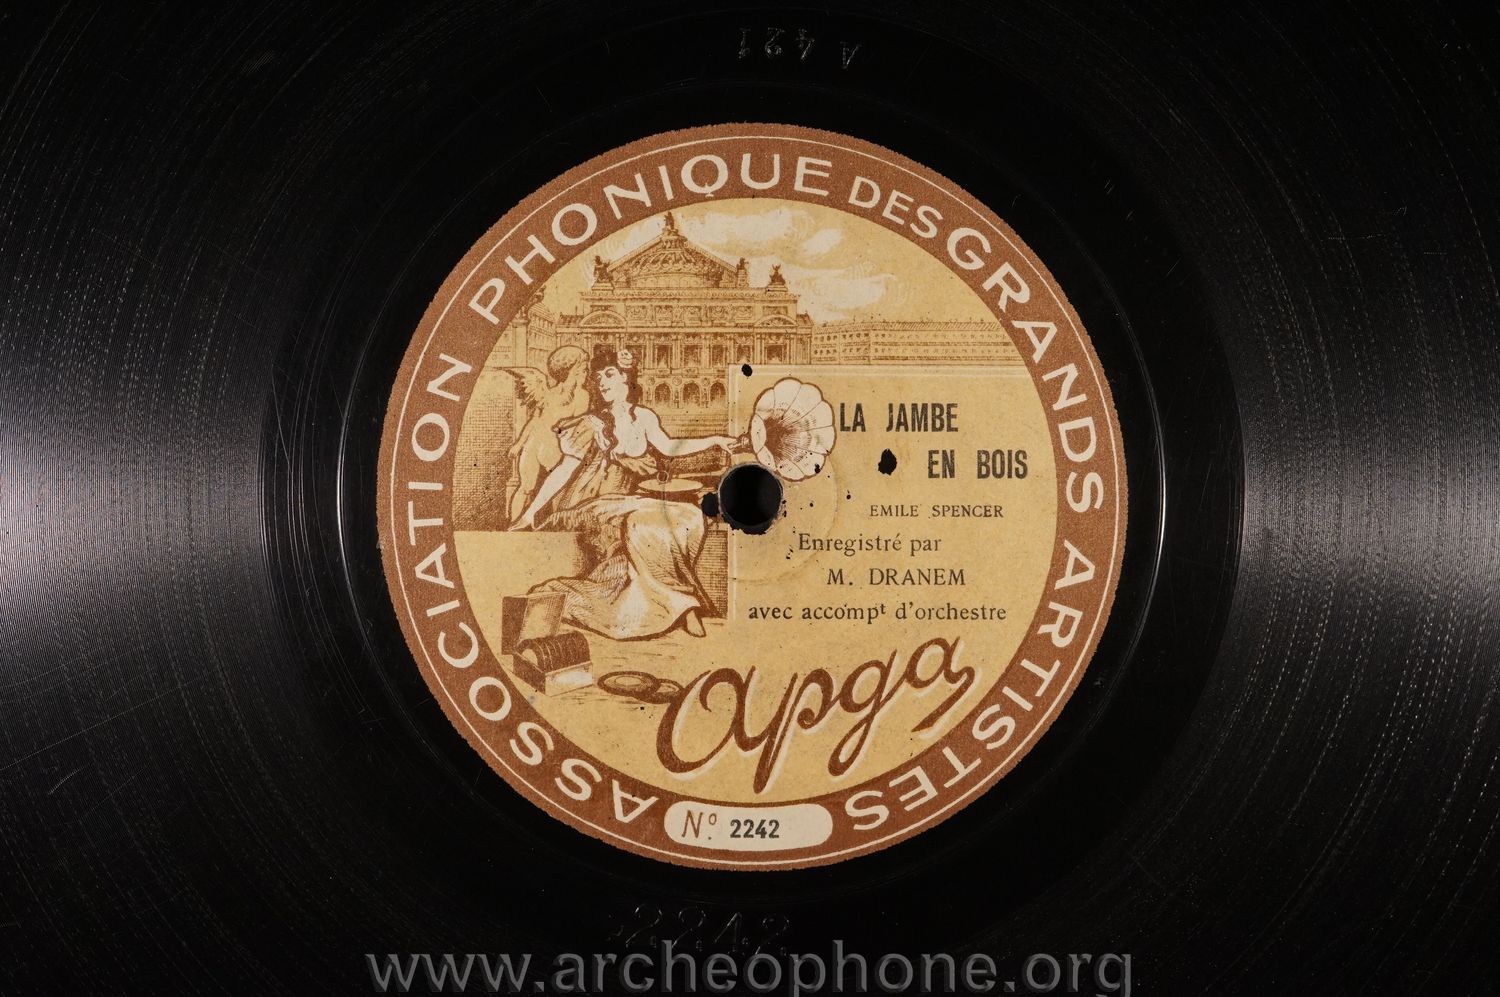 A 421
ASSOCIATION PHONIQUE DES GRANDS ARTISTES
LA JAMBE
EN BOIS
EMILE SPENCER
Enregistré par
M. DRANEM
avec accompt d'orchestre
apga
No. 2242
2242
www.archeophone.org